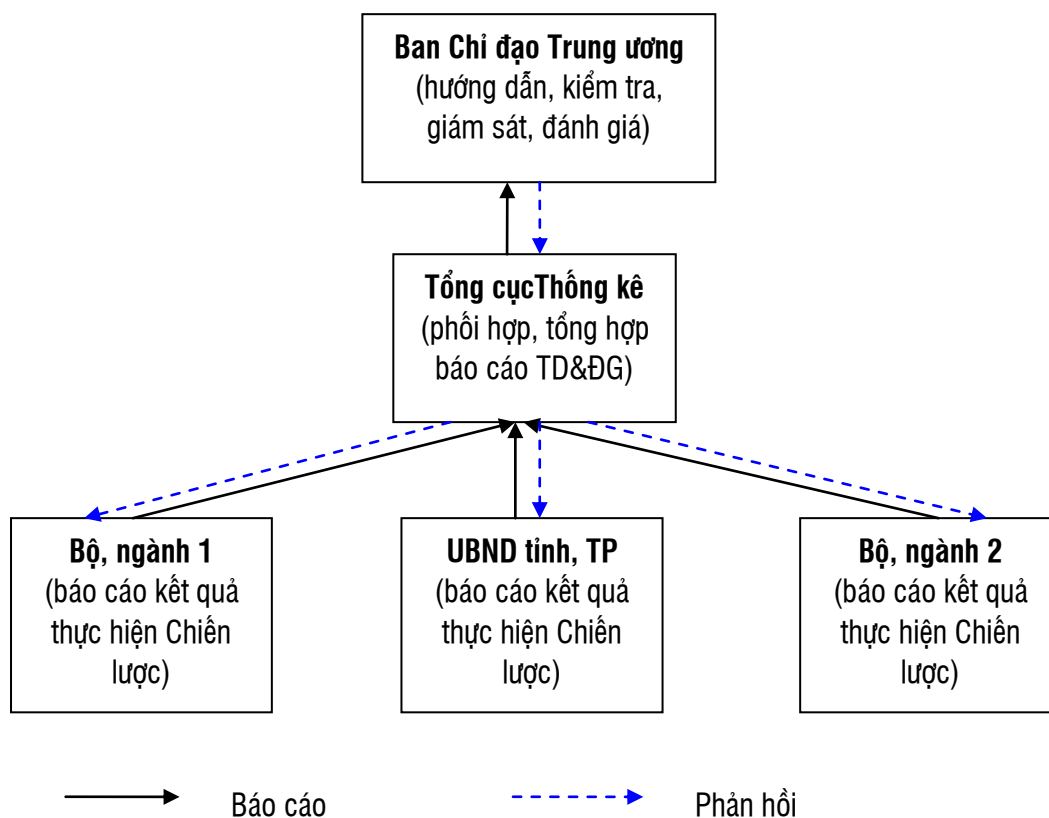 Ban Chỉ đạo Trung ương
(hướng dẫn, kiểm tra,
giám sát, đánh giá)
Tổng cụcThống kê
(phối hợp, tổng hợp
báo cáo TD&ĐG)
Bộ, ngành 1
(báo cáo kết quả
thực hiện Chiến
lược)
UBND tỉnh, TP
(báo cáo kết quả
thực hiện Chiến
lược)
Bộ, ngành 2
(báo cáo kết quả
thực hiện Chiến
lược)
Báo cáo
Phản hồi